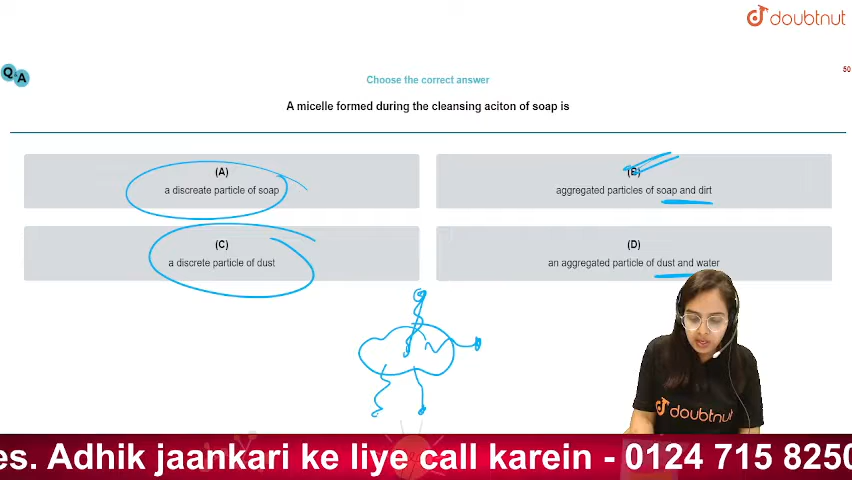 doubtnut
Q
A
50
Choose the correct answer
A micelle formed during the cleansing aciton of soap is
(A)
a discreate particle of soap
(B)
aggregated particles of soap and dirt
(C)
a discrete particle of dust
(D)
an aggregated particle of dust and water
doubtnut
es. Adhik jaankari ke liye call karein - 0124 715 8250